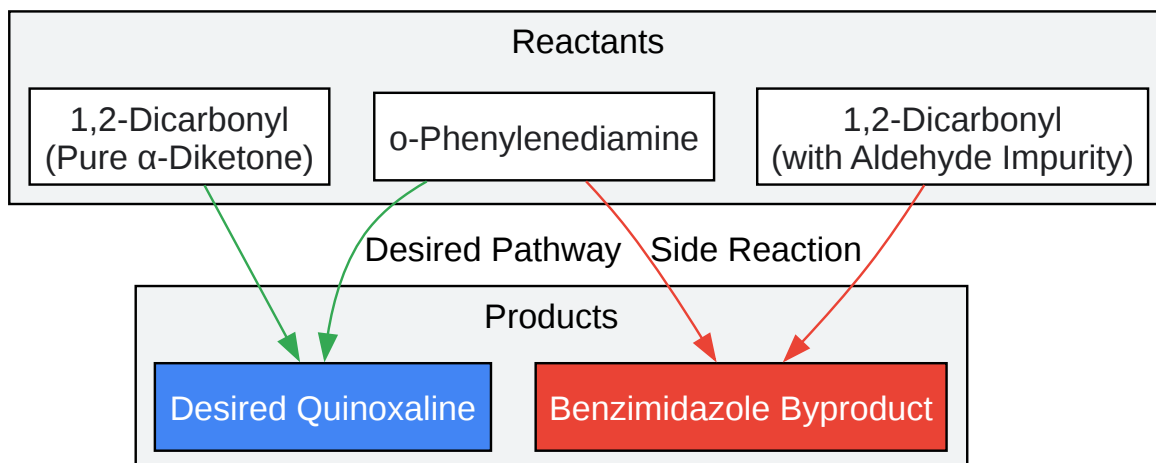 Reactants
1,2-Dicarbonyl
(Pure α-Diketone)
o-Phenylenediamine
1,2-Dicarbonyl
(with Aldehyde Impurity)
Desired Pathway
Side Reaction
Products
Desired Quinoxaline
Benzimidazole Byproduct